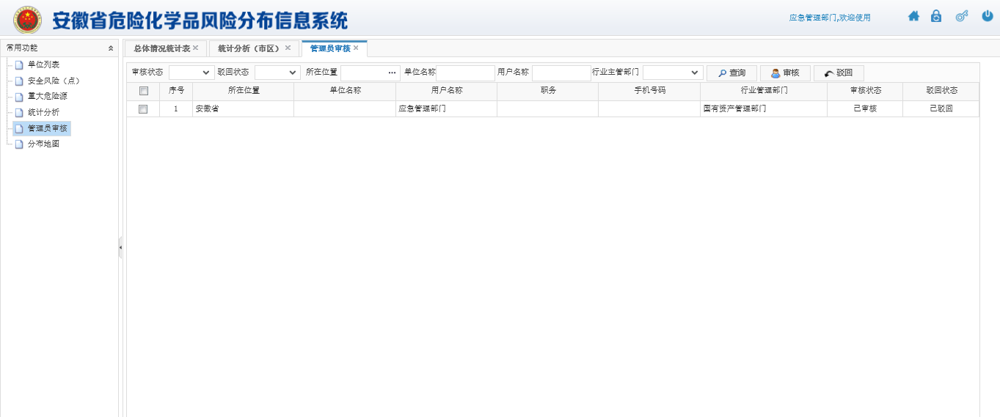 安徽省危险化学品风险分布信息系统
应急管理部门,欢迎使用
常用功能
总体情况统计表 统计分析（市区） 管理员审核
单位列表
安全风险（点）
重大危险源
统计分析
管理员审核
分布地图
审核状态 驳回状态 所在位置 单位名称 用户名称 行业主管部门 查询 审核 驳回
序号 所在位置 单位名称 用户名称 职务 手机号码 行业管理部门 审核状态 驳回状态
1 安徽省 应急管理部门 国有资产管理部门 已审核 已驳回